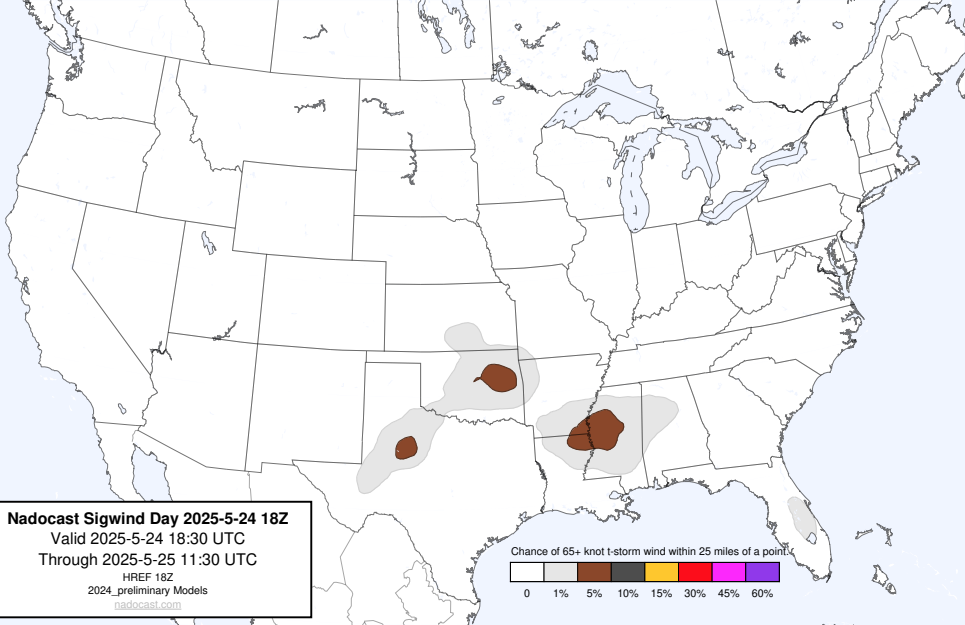 Nadocast Sigwind Day 2025-5-24 18Z
Valid 2025-5-24 18:30 UTC
Through 2025-5-25 11:30 UTC
HREF 18Z
2024_preliminary Models
nadocast.com
Chance of 65+ knot t-storm wind within 25 miles of a point.
0 1% 5% 10% 15% 30% 45% 60%